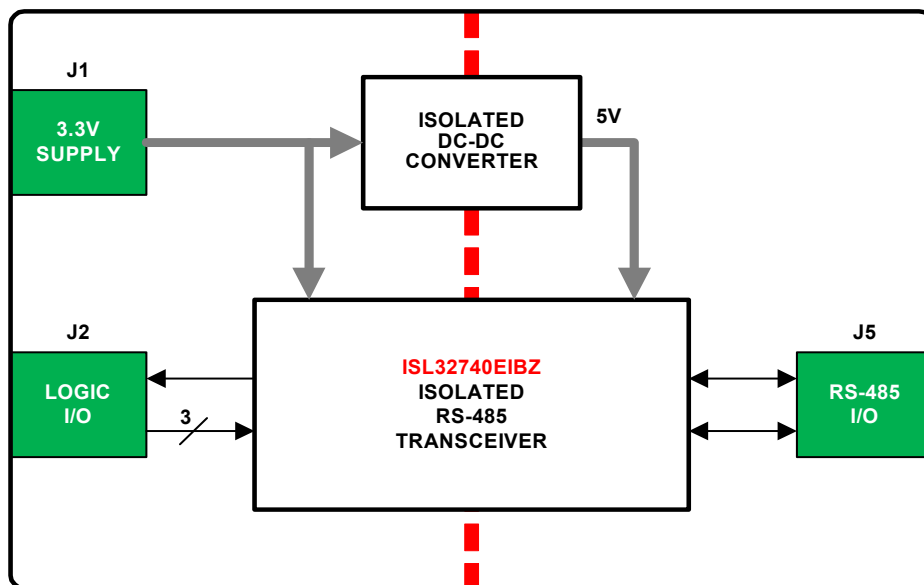 J1
3.3V
SUPPLY
ISOLATED
DC-DC
CONVERTER
5V
J2
LOGIC
I/O
3
ISL32740EIBZ
ISOLATED
RS-485
TRANSCEIVER
J5
RS-485
I/O